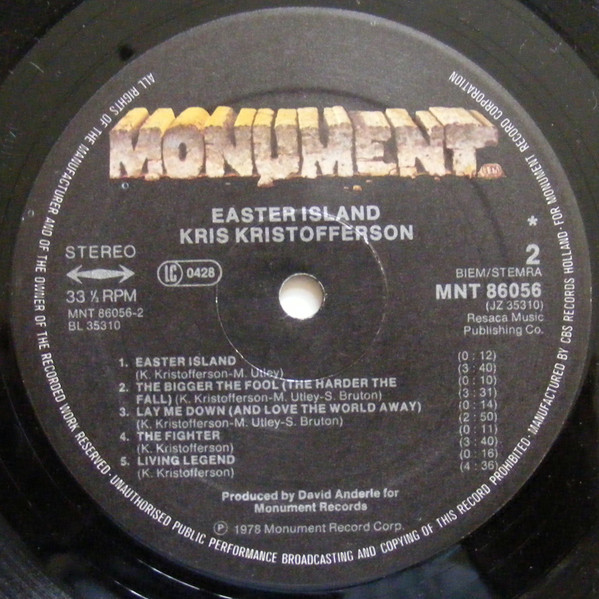 MONUMENT
EASTER ISLAND
KRIS KRISTOFFERSON
STEREO
33 ⅓ RPM
MNT 86056-2
BL 35310
LC 0428
*
2
BIEM/STEMRA
MNT 86056
(JZ 35310)
Resaca Music
Publishing Co.
1. EASTER ISLAND (0 : 12)
(K. Kristofferson-M. Utley) (3 : 40)
2. THE BIGGER THE FOOL (THE HARDER THE (0 : 10)
FALL) (K. Kristofferson-M. Utley-S. Bruton) (3 : 31)
3. LAY ME DOWN (AND LOVE THE WORLD AWAY) (0 : 14)
(K. Kristofferson-M. Utley-S. Bruton) (2 : 50)
4. THE FIGHTER (0 : 11)
(K. Kristofferson) (3 : 40)
5. LIVING LEGEND (0 : 16)
(K. Kristofferson) (4 : 36)
Produced by David Anderle for
Monument Records
Ⓟ 1978 Monument Record Corp.
ALL RIGHTS OF THE MANUFACTURER AND OF THE OWNER OF THE RECORDED WORK RESERVED·UNAUTHORISED PUBLIC PERFORMANCE BROADCASTING AND COPYING OF THIS RECORD PROHIBITED·MANUFACTURED BY CBS RECORDS HOLLAND FOR MONUMENT RECORD CORPORATION